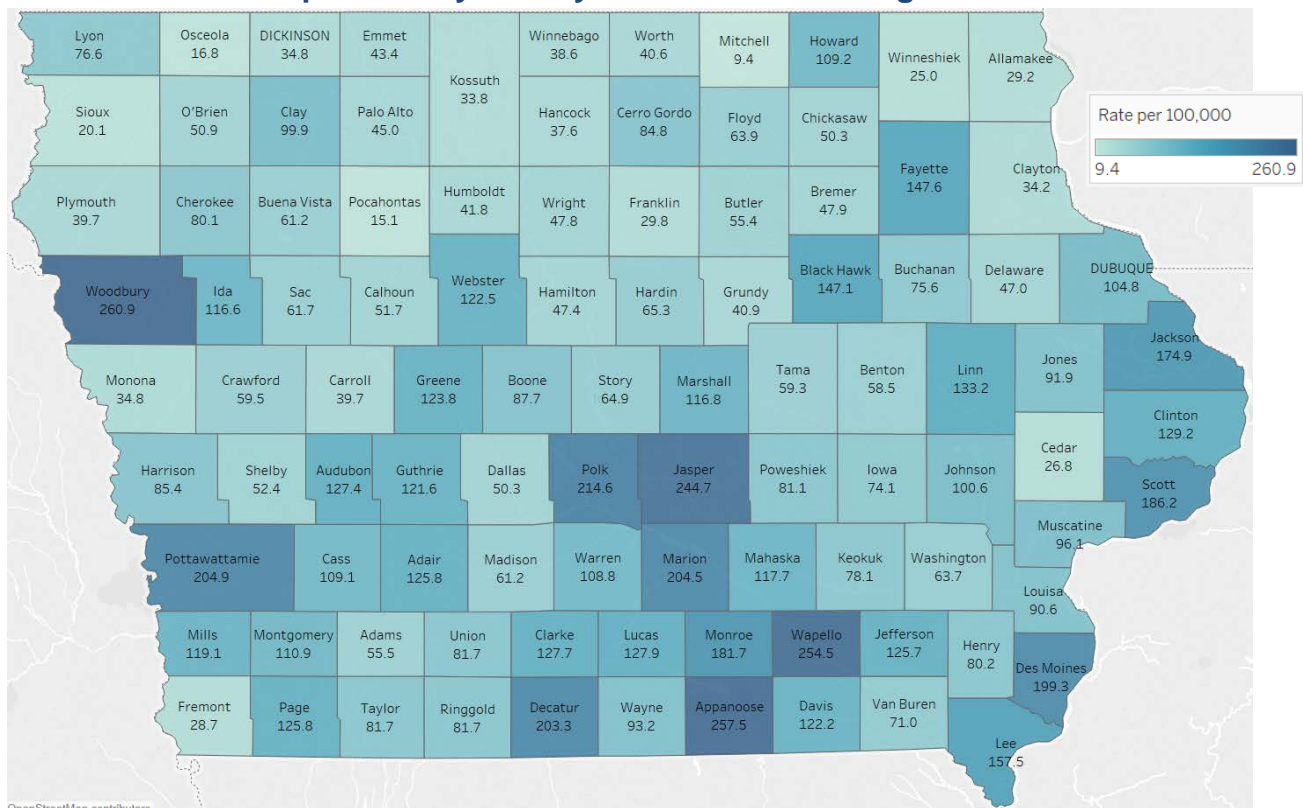 Lyon
76.6
Osceola
16.8
DICKINSON
34.8
Emmet
43.4
Kossuth
33.8
Winnebago
38.6
Worth
40.6
Mitchell
9.4
Howard
109.2
Winneshiek
25.0
Allamakee
29.2
Rate per 100,000
9.4 260.9
Sioux
20.1
O'Brien
50.9
Clay
99.9
Palo Alto
45.0
Hancock
37.6
Cerro Gordo
84.8
Floyd
63.9
Chickasaw
50.3
Fayette
147.6
Clayton
34.2
Plymouth
39.7
Cherokee
80.1
Buena Vista
61.2
Pocahontas
15.1
Humboldt
41.8
Wright
47.8
Franklin
29.8
Butler
55.4
Bremer
47.9
Woodbury
260.9
Ida
116.6
Sac
61.7
Calhoun
51.7
Webster
122.5
Hamilton
47.4
Hardin
65.3
Grundy
40.9
Black Hawk
147.1
Buchanan
75.6
Delaware
47.0
DUBUQUE
104.8
Jackson
174.9
Monona
34.8
Crawford
59.5
Carroll
39.7
Greene
123.8
Boone
87.7
Story
64.9
Marshall
116.8
Tama
59.3
Benton
58.5
Linn
133.2
Jones
91.9
Clinton
129.2
Harrison
85.4
Shelby
52.4
Audubon
127.4
Guthrie
121.6
Dallas
50.3
Polk
214.6
Jasper
244.7
Poweshiek
81.1
Iowa
74.1
Johnson
100.6
Cedar
26.8
Scott
186.2
Muscatine
96.1
Pottawattamie
204.9
Cass
109.1
Adair
125.8
Madison
61.2
Warren
108.8
Marion
204.5
Mahaska
117.7
Keokuk
78.1
Washington
63.7
Louisa
90.6
Mills
119.1
Montgomery
110.9
Adams
55.5
Union
81.7
Clarke
127.7
Lucas
127.9
Monroe
181.7
Wapello
254.5
Jefferson
125.7
Henry
80.2
Des Moines
199.3
Fremont
28.7
Page
125.8
Taylor
81.7
Ringgold
81.7
Decatur
203.3
Wayne
93.2
Appanoose
257.5
Davis
122.2
Van Buren
71.0
Lee
157.5